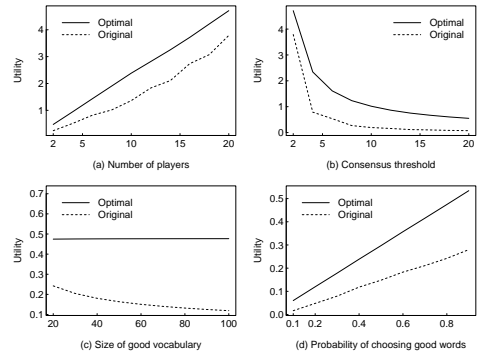 Optimal
Original
Utility
4
3
2
1
2 5 10 15 20
(a) Number of players
Optimal
Original
Utility
4
3
2
1
0
2 5 10 15 20
(b) Consensus threshold
Optimal
Original
Utility
0.7
0.6
0.5
0.4
0.3
0.2
0.1
20 40 60 80 100
(c) Size of good vocabulary
Optimal
Original
Utility
0.5
0.4
0.3
0.2
0.1
0.0
0.1 0.2 0.4 0.6 0.8
(d) Probability of choosing good words